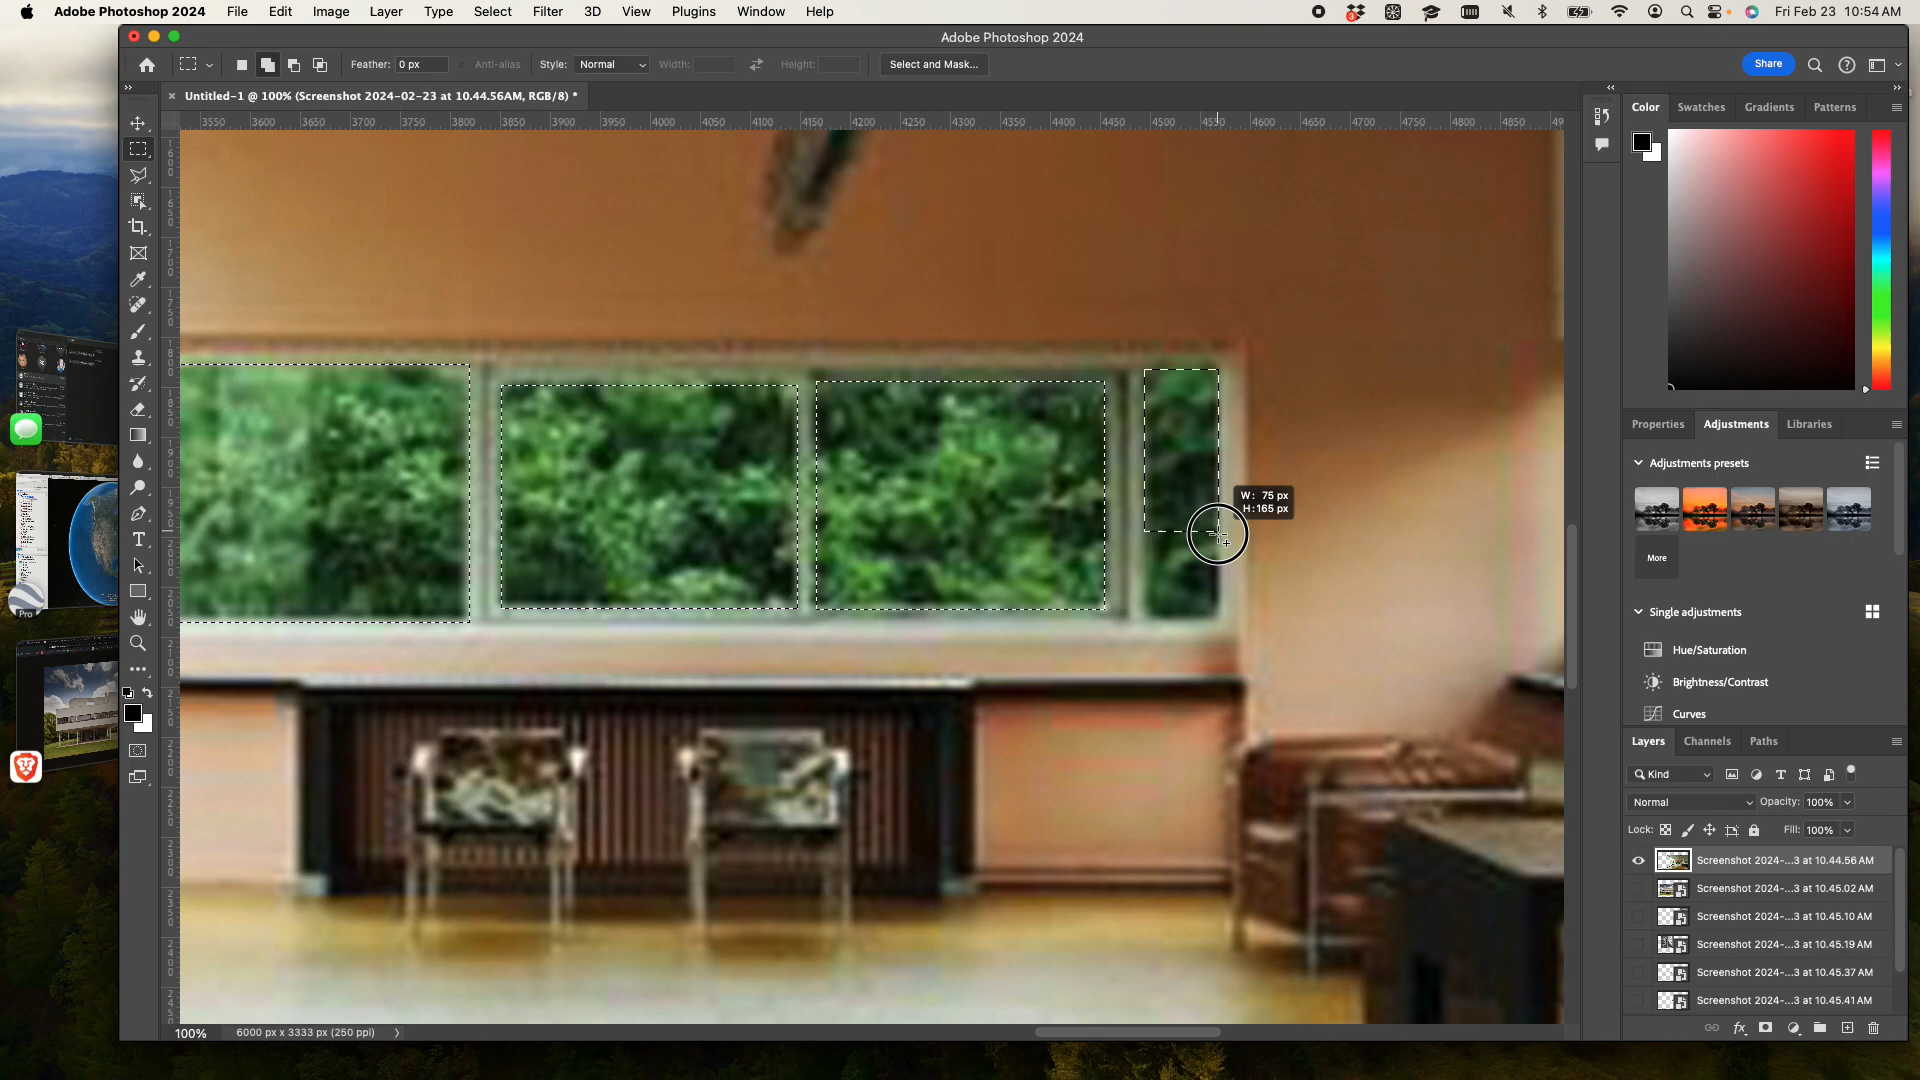 Adobe Photoshop 2024 File Edit Image Layer Type Select Filter 3D View Plugins Window Help 3 Fri Feb 23 10:54 AM
Adobe Photoshop 2024
Feather: 0 px Anti-alias Style: Normal Width: Height: Select and Mask... Share
× Untitled-1 @ 100% (Screenshot 2024-02-23 at 10.44.56AM, RGB/8) *
3550 3600 3650 3700 3750 3800 3850 3900 3950 4000 4050 4100 4150 4200 4250 4300 4350 4400 4450 4500 4550 4600 4650 4700 4750 4800 4850 49
Color Swatches Gradients Patterns
Properties Adjustments Libraries
Adjustments presets
W: 75 px
H: 165 px
More
Single adjustments
Hue/Saturation
Brightness/Contrast
Curves
Pro
Layers Channels Paths
Kind
Normal Opacity: 100%
Lock: Fill: 100%
Screenshot 2024-...3 at 10.44.56 AM
Screenshot 2024-...3 at 10.45.02 AM
Screenshot 2024-...3 at 10.45.10 AM
Screenshot 2024-...3 at 10.45.19 AM
Screenshot 2024-...3 at 10.45.37 AM
Screenshot 2024-...3 at 10.45.41 AM
100% 6000 px x 3333 px (250 ppi)